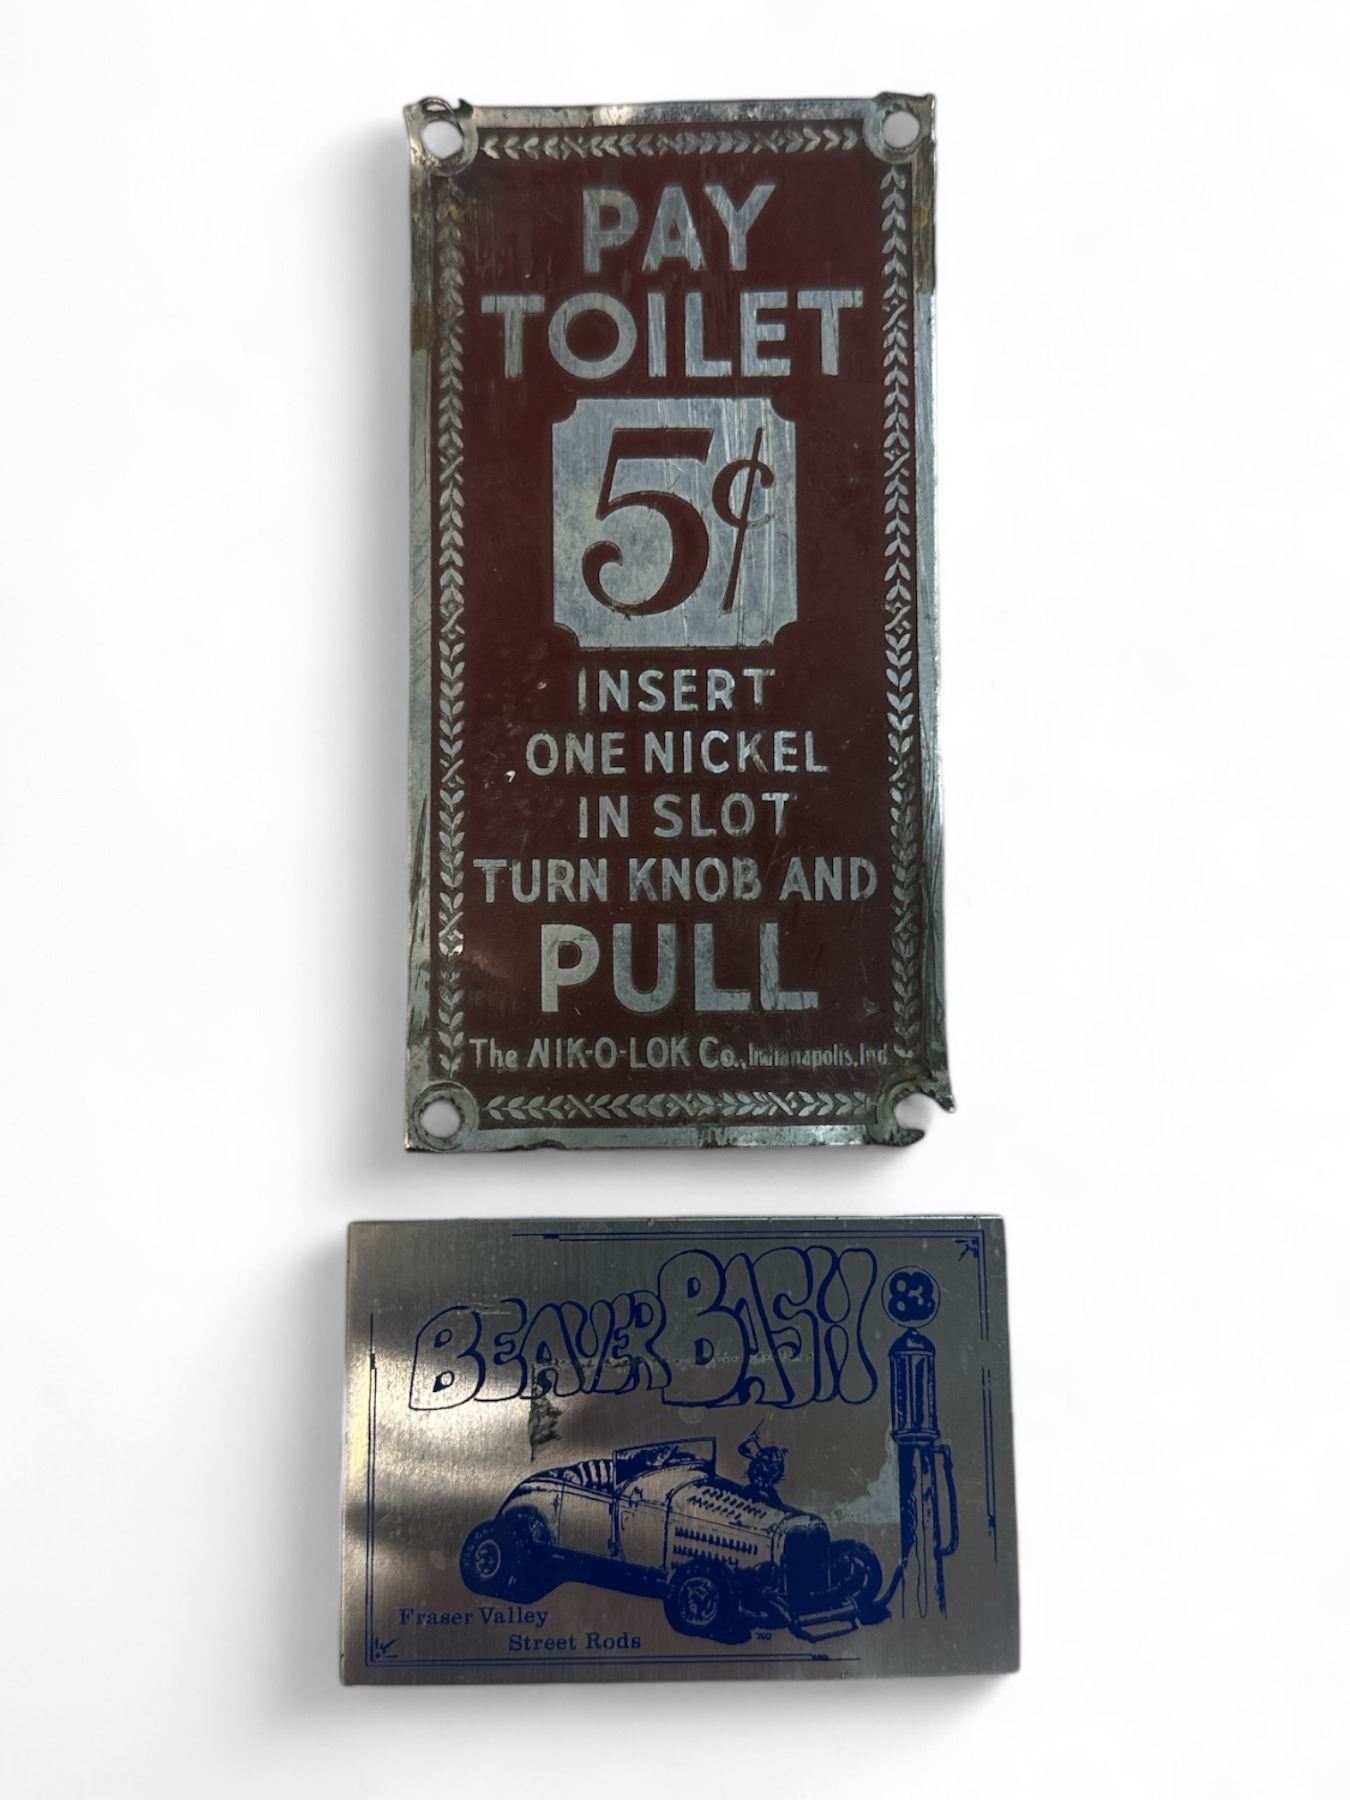 PAY
TOILET
5¢
INSERT
ONE NICKEL
IN SLOT
TURN KNOB AND
PULL
The NIK-O-LOK Co., Indianapolis, Ind.
BEAVER BASH
83
Fraser Valley
Street Rods